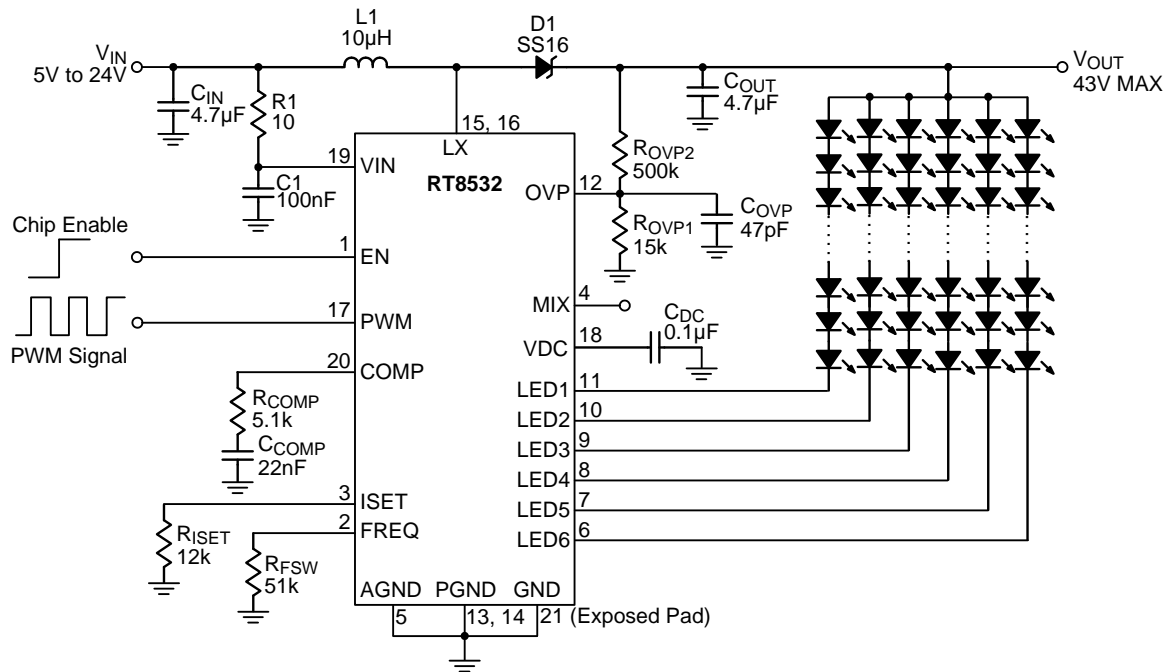 L1
10µH
D1
SS16
VIN
5V to 24V
VOUT
43V MAX
CIN
4.7µF
R1
10
COUT
4.7µF
15, 16
LX
RT8532
19
VIN
C1
100nF
OVP
12
ROVP2
500k
ROVP1
15k
COVP
47pF
Chip Enable
1
EN
MIX
4
17
PWM
PWM Signal
VDC
18
CDC
0.1µF
20
COMP
RCOMP
5.1k
CCOMP
22nF
LED1
11
LED2
10
LED3
9
LED4
8
LED5
7
LED6
6
3
ISET
2
FREQ
RISET
12k
RFSW
51k
AGND
PGND
GND
5
13, 14
21 (Exposed Pad)